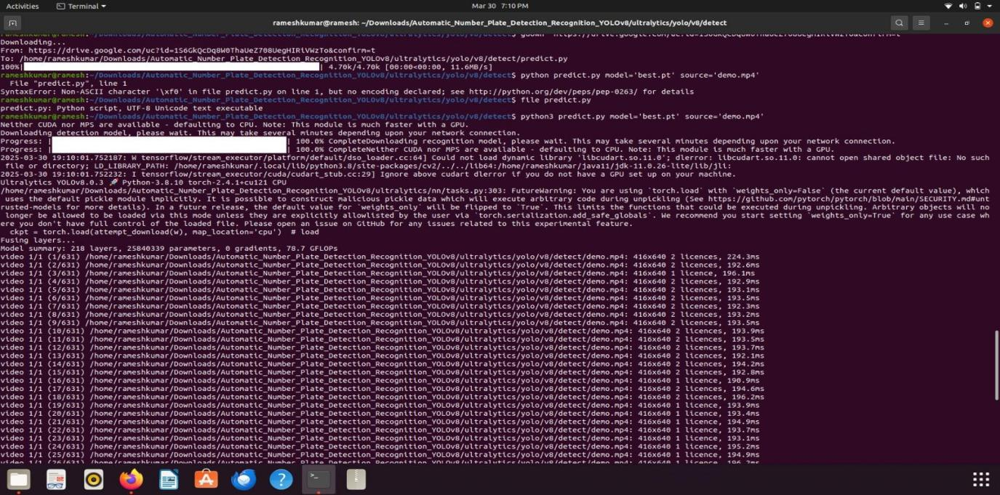 Activities
Terminal
Mar 30 7:10 PM
rameshkumar@ramesh: ~/Downloads/Automatic_Number_Plate_Detection_Recognition_YOLOv8/ultralytics/yolo/v8/detect
Downloading...
From: https://drive.google.com/uc?id=1S6GkQcDq8W0ThaUeZ708UegHIRiVWzTo&confirm=t
To: /home/rameshkumar/Downloads/Automatic_Number_Plate_Detection_Recognition_YOLOv8/ultralytics/yolo/v8/detect/predict.py
100%| | 4.70k/4.70k [00:00<00:00, 11.6MB/s]
rameshkumar@ramesh:~/Downloads/Automatic_Number_Plate_Detection_Recognition_YOLOv8/ultralytics/yolo/v8/detect$ python predict.py model='best.pt' source='demo.mp4'
File "predict.py", line 1
SyntaxError: Non-ASCII character '\xf0' in file predict.py on line 1, but no encoding declared; see http://python.org/dev/peps/pep-0263/ for details
rameshkumar@ramesh:~/Downloads/Automatic_Number_Plate_Detection_Recognition_YOLOv8/ultralytics/yolo/v8/detect$ file predict.py
predict.py: Python script, UTF-8 Unicode text executable
rameshkumar@ramesh:~/Downloads/Automatic_Number_Plate_Detection_Recognition_YOLOv8/ultralytics/yolo/v8/detect$ python3 predict.py model='best.pt' source='demo.mp4'
Neither CUDA nor MPS are available - defaulting to CPU. Note: This module is much faster with a GPU.
Downloading detection model, please wait. This may take several minutes depending upon your network connection.
Progress: | | 100.0% CompleteDownloading recognition model, please wait. This may take several minutes depending upon your network connection.
Progress: | | 100.0% CompleteNeither CUDA nor MPS are available - defaulting to CPU. Note: This module is much faster with a GPU.
2025-03-30 19:10:01.752187: W tensorflow/stream_executor/platform/default/dso_loader.cc:64] Could not load dynamic library 'libcudart.so.11.0'; dlerror: libcudart.so.11.0: cannot open shared object file: No such
file or directory; LD_LIBRARY_PATH: /home/rameshkumar/.local/lib/python3.8/site-packages/cv2/../../lib64:/home/rameshkumar/java11/jdk-11.0.26-lite/lib/jli:
2025-03-30 19:10:01.752232: I tensorflow/stream_executor/cuda/cudart_stub.cc:29] Ignore above cudart dlerror if you do not have a GPU set up on your machine.
Ultralytics YOLOv8.0.3 🚀 Python-3.8.10 torch-2.4.1+cu121 CPU
/home/rameshkumar/Downloads/Automatic_Number_Plate_Detection_Recognition_YOLOv8/ultralytics/nn/tasks.py:303: FutureWarning: You are using `torch.load` with `weights_only=False` (the current default value), which
uses the default pickle module implicitly. It is possible to construct malicious pickle data which will execute arbitrary code during unpickling (See https://github.com/pytorch/pytorch/blob/main/SECURITY.md#unt
rusted-models for more details). In a future release, the default value for `weights_only` will be flipped to `True`. This limits the functions that could be executed during unpickling. Arbitrary objects will no
longer be allowed to be loaded via this mode unless they are explicitly allowlisted by the user via `torch.serialization.add_safe_globals`. We recommend you start setting `weights_only=True` for any use case wh
ere you don't have full control of the loaded file. Please open an issue on GitHub for any issues related to this experimental feature.
ckpt = torch.load(attempt_download(w), map_location='cpu') # load
Fusing layers...
Model summary: 218 layers, 25840339 parameters, 0 gradients, 78.7 GFLOPs
video 1/1 (1/631) /home/rameshkumar/Downloads/Automatic_Number_Plate_Detection_Recognition_YOLOv8/ultralytics/yolo/v8/detect/demo.mp4: 416x640 2 licences, 224.3ms
video 1/1 (2/631) /home/rameshkumar/Downloads/Automatic_Number_Plate_Detection_Recognition_YOLOv8/ultralytics/yolo/v8/detect/demo.mp4: 416x640 2 licences, 192.6ms
video 1/1 (3/631) /home/rameshkumar/Downloads/Automatic_Number_Plate_Detection_Recognition_YOLOv8/ultralytics/yolo/v8/detect/demo.mp4: 416x640 1 licence, 196.1ms
video 1/1 (4/631) /home/rameshkumar/Downloads/Automatic_Number_Plate_Detection_Recognition_YOLOv8/ultralytics/yolo/v8/detect/demo.mp4: 416x640 2 licences, 192.9ms
video 1/1 (5/631) /home/rameshkumar/Downloads/Automatic_Number_Plate_Detection_Recognition_YOLOv8/ultralytics/yolo/v8/detect/demo.mp4: 416x640 2 licences, 193.1ms
video 1/1 (6/631) /home/rameshkumar/Downloads/Automatic_Number_Plate_Detection_Recognition_YOLOv8/ultralytics/yolo/v8/detect/demo.mp4: 416x640 2 licences, 193.5ms
video 1/1 (7/631) /home/rameshkumar/Downloads/Automatic_Number_Plate_Detection_Recognition_YOLOv8/ultralytics/yolo/v8/detect/demo.mp4: 416x640 2 licences, 192.3ms
video 1/1 (8/631) /home/rameshkumar/Downloads/Automatic_Number_Plate_Detection_Recognition_YOLOv8/ultralytics/yolo/v8/detect/demo.mp4: 416x640 2 licences, 193.2ms
video 1/1 (9/631) /home/rameshkumar/Downloads/Automatic_Number_Plate_Detection_Recognition_YOLOv8/ultralytics/yolo/v8/detect/demo.mp4: 416x640 2 licences, 193.5ms
video 1/1 (10/631) /home/rameshkumar/Downloads/Automatic_Number_Plate_Detection_Recognition_YOLOv8/ultralytics/yolo/v8/detect/demo.mp4: 416x640 2 licences, 193.9ms
video 1/1 (11/631) /home/rameshkumar/Downloads/Automatic_Number_Plate_Detection_Recognition_YOLOv8/ultralytics/yolo/v8/detect/demo.mp4: 416x640 2 licences, 193.5ms
video 1/1 (12/631) /home/rameshkumar/Downloads/Automatic_Number_Plate_Detection_Recognition_YOLOv8/ultralytics/yolo/v8/detect/demo.mp4: 416x640 2 licences, 193.7ms
video 1/1 (13/631) /home/rameshkumar/Downloads/Automatic_Number_Plate_Detection_Recognition_YOLOv8/ultralytics/yolo/v8/detect/demo.mp4: 416x640 2 licences, 192.1ms
video 1/1 (14/631) /home/rameshkumar/Downloads/Automatic_Number_Plate_Detection_Recognition_YOLOv8/ultralytics/yolo/v8/detect/demo.mp4: 416x640 2 licences, 194.2ms
video 1/1 (15/631) /home/rameshkumar/Downloads/Automatic_Number_Plate_Detection_Recognition_YOLOv8/ultralytics/yolo/v8/detect/demo.mp4: 416x640 2 licences, 192.8ms
video 1/1 (16/631) /home/rameshkumar/Downloads/Automatic_Number_Plate_Detection_Recognition_YOLOv8/ultralytics/yolo/v8/detect/demo.mp4: 416x640 1 licence, 190.9ms
video 1/1 (17/631) /home/rameshkumar/Downloads/Automatic_Number_Plate_Detection_Recognition_YOLOv8/ultralytics/yolo/v8/detect/demo.mp4: 416x640 2 licences, 194.6ms
video 1/1 (18/631) /home/rameshkumar/Downloads/Automatic_Number_Plate_Detection_Recognition_YOLOv8/ultralytics/yolo/v8/detect/demo.mp4: 416x640 2 licences, 196.2ms
video 1/1 (19/631) /home/rameshkumar/Downloads/Automatic_Number_Plate_Detection_Recognition_YOLOv8/ultralytics/yolo/v8/detect/demo.mp4: 416x640 1 licence, 193.9ms
video 1/1 (20/631) /home/rameshkumar/Downloads/Automatic_Number_Plate_Detection_Recognition_YOLOv8/ultralytics/yolo/v8/detect/demo.mp4: 416x640 1 licence, 193.4ms
video 1/1 (21/631) /home/rameshkumar/Downloads/Automatic_Number_Plate_Detection_Recognition_YOLOv8/ultralytics/yolo/v8/detect/demo.mp4: 416x640 1 licence, 194.9ms
video 1/1 (22/631) /home/rameshkumar/Downloads/Automatic_Number_Plate_Detection_Recognition_YOLOv8/ultralytics/yolo/v8/detect/demo.mp4: 416x640 1 licence, 193.7ms
video 1/1 (23/631) /home/rameshkumar/Downloads/Automatic_Number_Plate_Detection_Recognition_YOLOv8/ultralytics/yolo/v8/detect/demo.mp4: 416x640 1 licence, 193.1ms
video 1/1 (24/631) /home/rameshkumar/Downloads/Automatic_Number_Plate_Detection_Recognition_YOLOv8/ultralytics/yolo/v8/detect/demo.mp4: 416x640 1 licence, 195.2ms
video 1/1 (25/631) /home/rameshkumar/Downloads/Automatic_Number_Plate_Detection_Recognition_YOLOv8/ultralytics/yolo/v8/detect/demo.mp4: 416x640 1 licence, 194.9ms